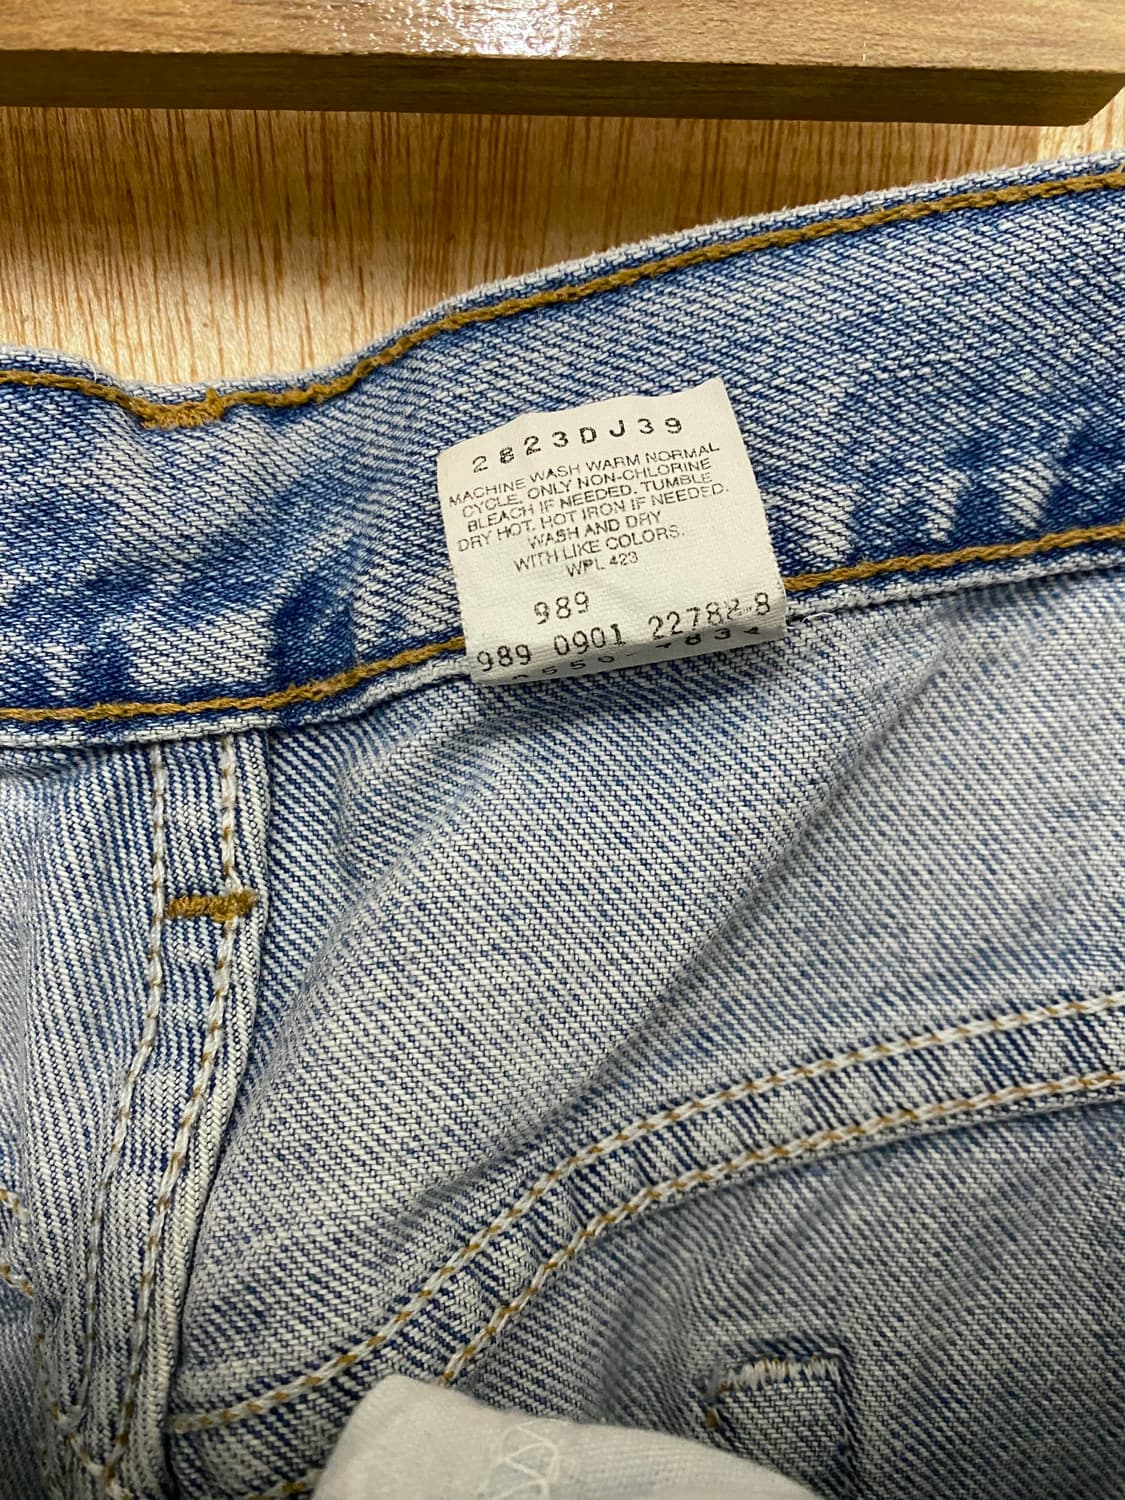 2823DJ39
MACHINE WASH WARM NORMAL
CYCLE. ONLY NON-CHLORINE
BLEACH IF NEEDED. TUMBLE
DRY HOT. HOT IRON IF NEEDED.
WASH AND DRY
WITH LIKE COLORS.
WPL 423
989
989 0901